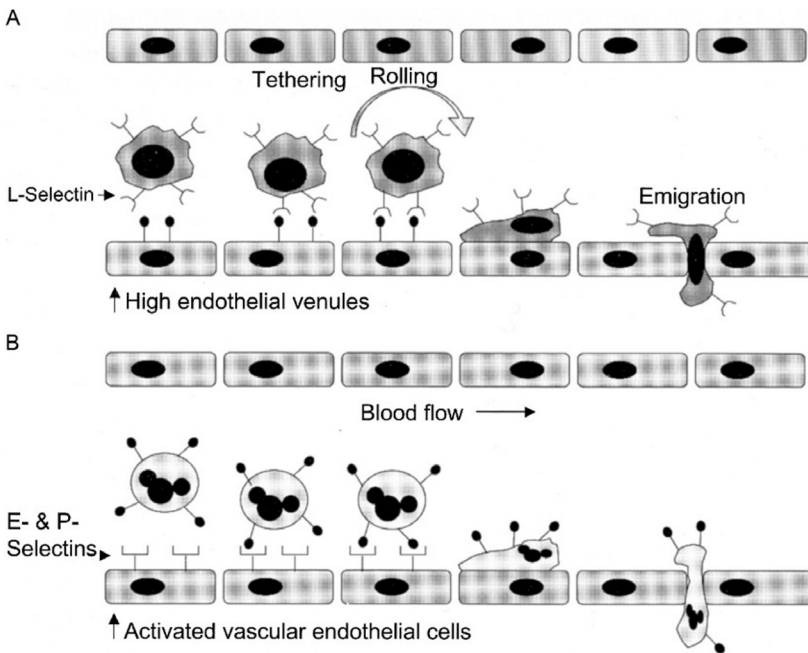 A
Tethering Rolling
L-Selectin
Emigration
High endothelial venules
B
Blood flow
E- & P-
Selectins
Activated vascular endothelial cells